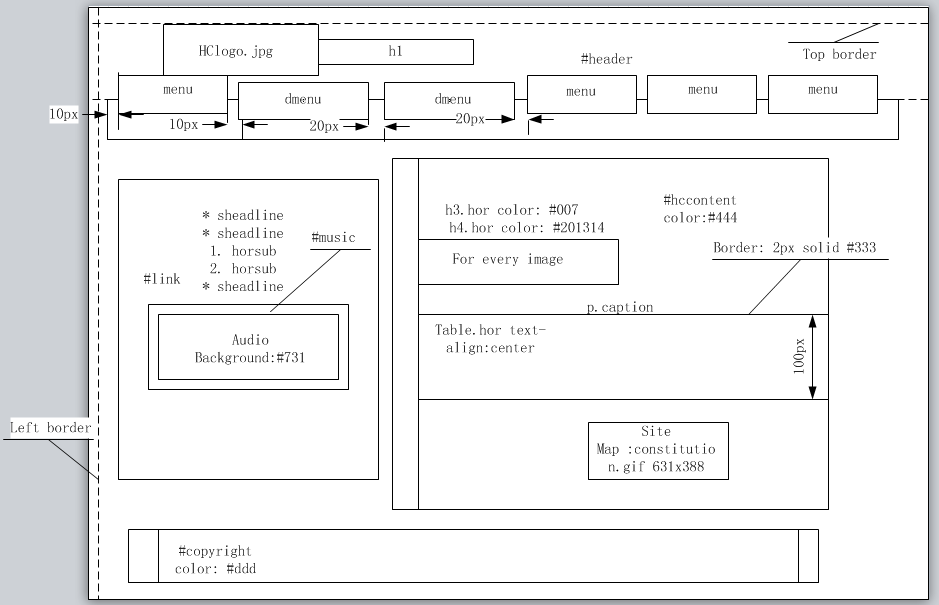 HClogo.jpg
h1
#header
Top border
menu
dmenu
dmenu
menu
menu
menu
10px
10px
20px
20px
* sheadline
* sheadline
1. horsub
2. horsub
* sheadline
#music
#link
Audio
Background:#731
Left border
h3.hor color: #007
h4.hor color: #201314
#hccontent
color:#444
For every image
Border: 2px solid #333
p.caption
Table.hor text-
align:center
100px
Site
Map :constitutio
n.gif 631x388
#copyright
color: #ddd